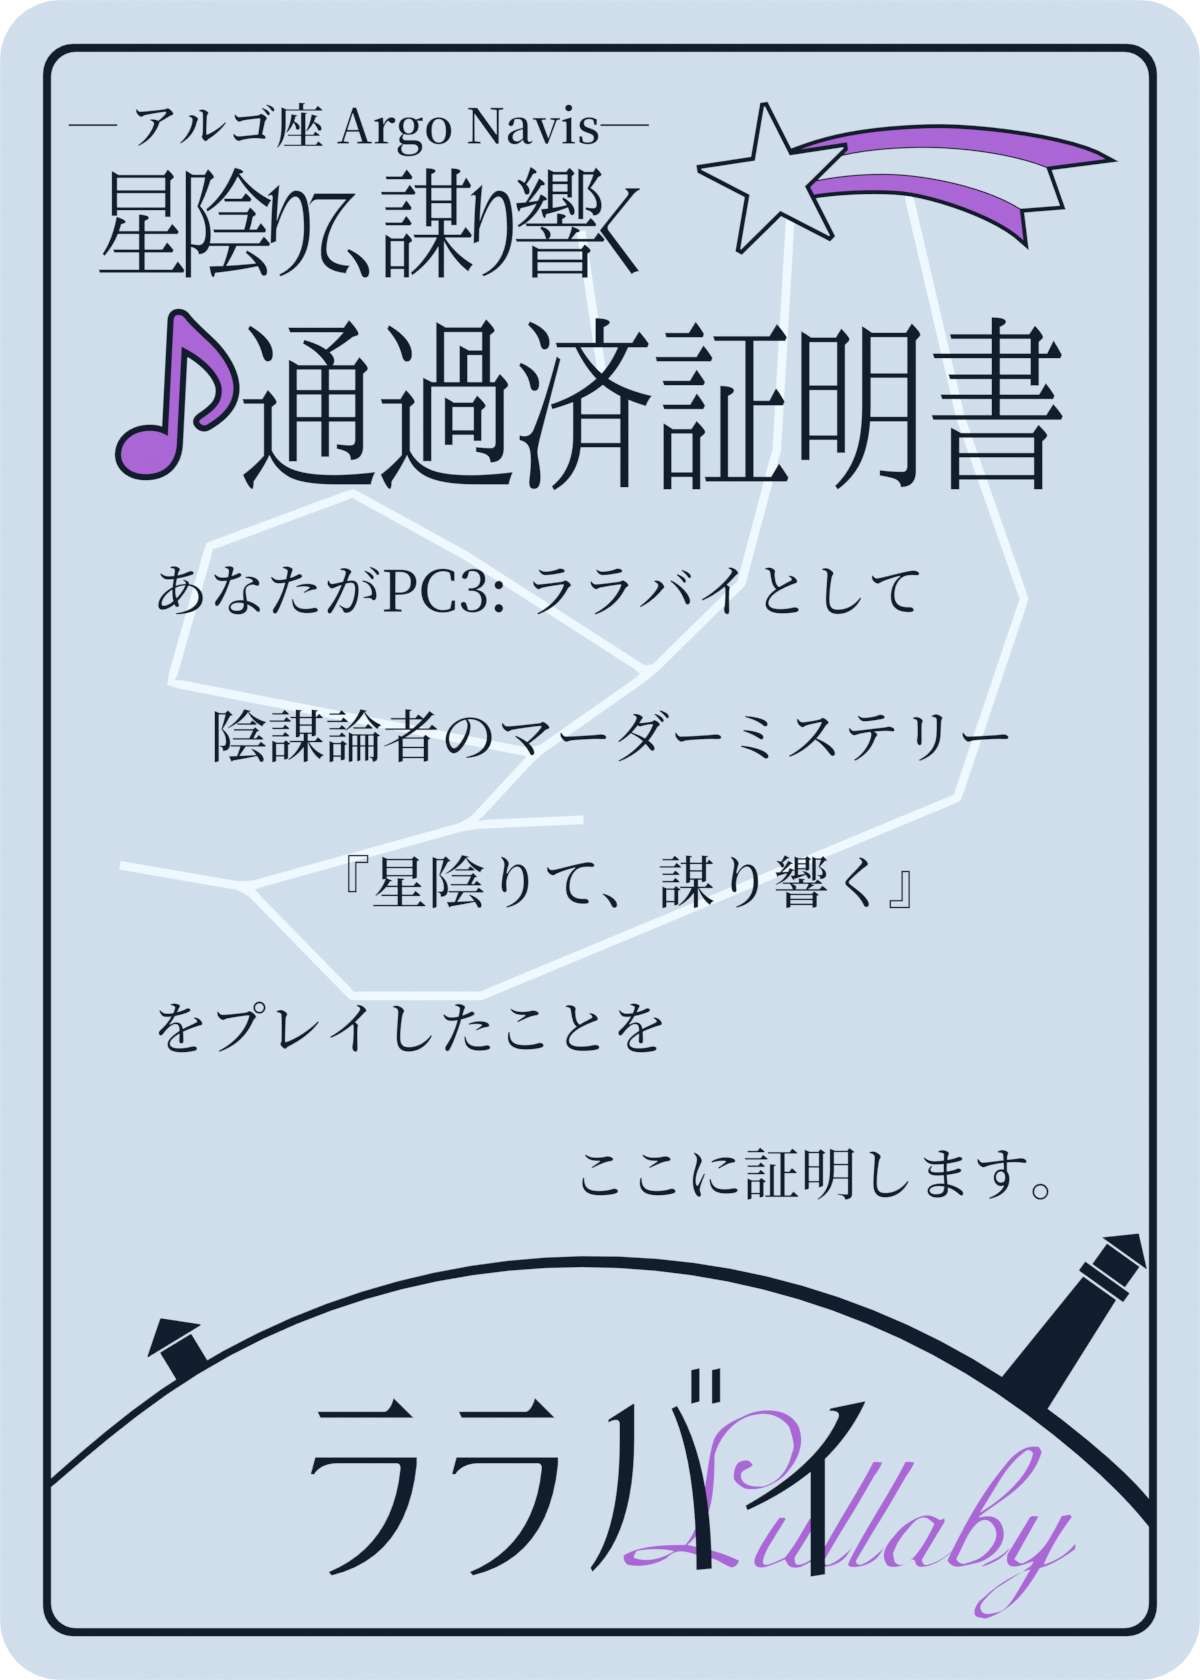 — アルゴ座 Argo Navis—
星陰りて、謀り響く
通過済証明書
あなたがPC3: ララバイとして
陰謀論者のマーダーミステリー
『星陰りて、謀り響く』
をプレイしたことを
ここに証明します。
ララバイ
Lullaby